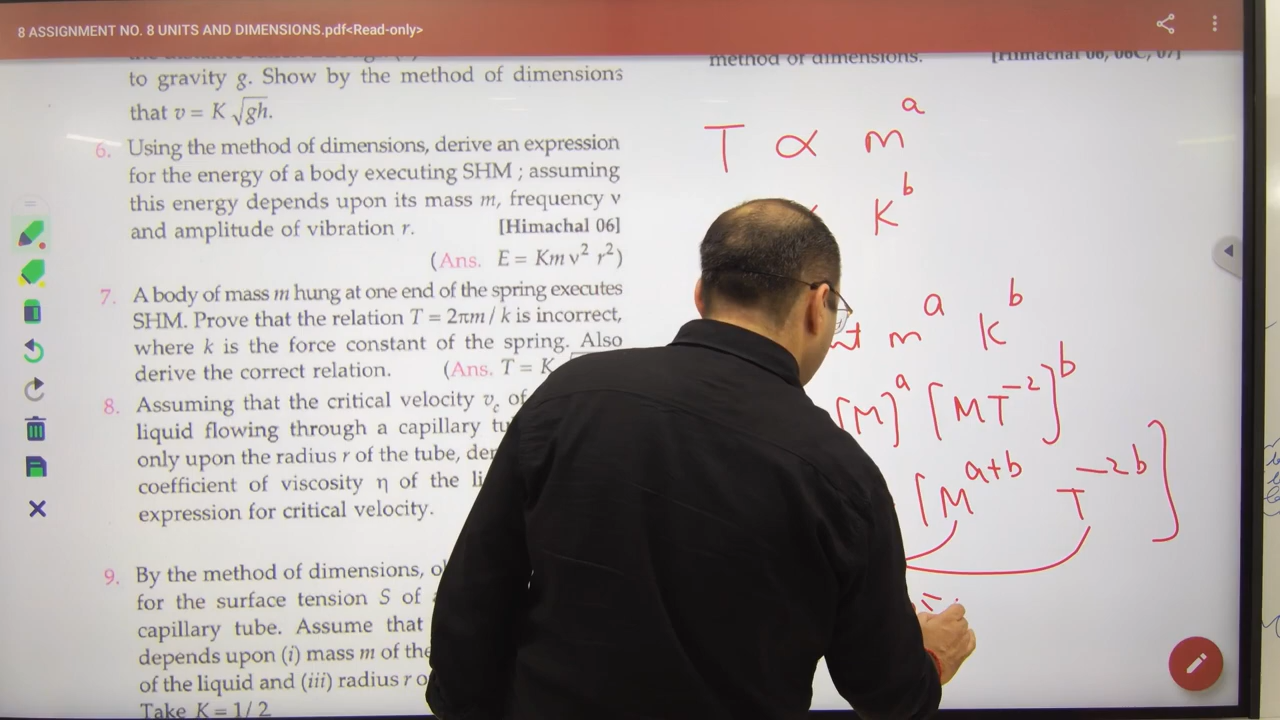 8 ASSIGNMENT NO. 8 UNITS AND DIMENSIONS.pdf<Read-only>
to gravity g. Show by the method of dimensions
that v = K √gh.
6. Using the method of dimensions, derive an expression
for the energy of a body executing SHM ; assuming
this energy depends upon its mass m, frequency ν
and amplitude of vibration r. [Himachal 06]
(Ans. E = Km ν² r²)
7. A body of mass m hung at one end of the spring executes
SHM. Prove that the relation T = 2πm / k is incorrect,
where k is the force constant of the spring. Also
derive the correct relation. (Ans. T = K
8. Assuming that the critical velocity v_c of
liquid flowing through a capillary
only upon the radius r of the tube,
coefficient of viscosity η of the
expression for critical velocity.
9. By the method of dimensions,
for the surface tension S of
capillary tube. Assume that
depends upon (i) mass m of the
of the liquid and (iii) radius r
Take K = 1/2
method of dimensions. [Himachal 06, 06C, 07]
T ∝ m^a
K^b
m^a K^b
[M]^a [MT^-2]^b
[M^a+b T^-2b]